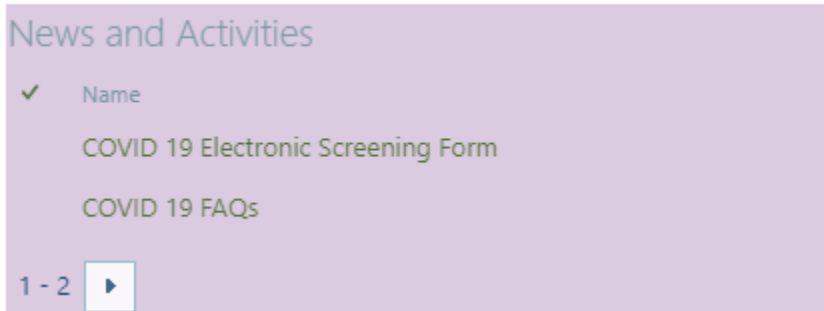 News and Activities
Name
COVID 19 Electronic Screening Form
COVID 19 FAQs
1 - 2